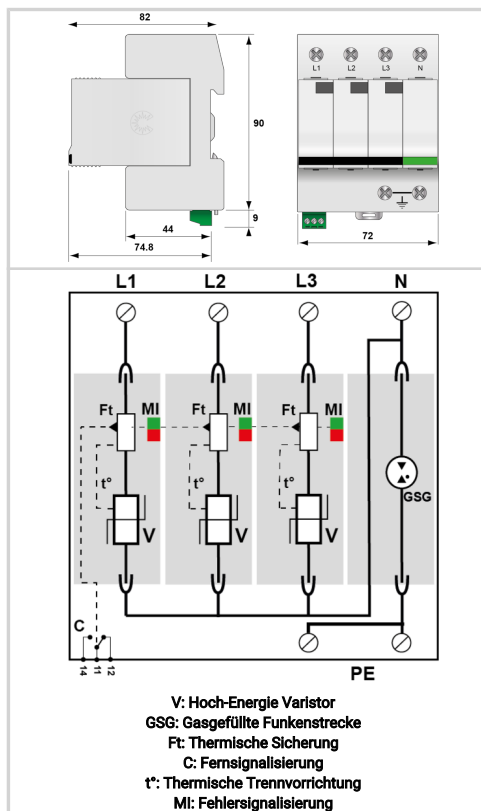 82
L1 L2 L3 N
90
9
44
74.8
72
L1 L2 L3 N
Ft MI Ft MI Ft MI
t° t° t°
GSG
V V V
C
14 11 12
PE
V: Hoch-Energie Varistor
GSG: Gasgefüllte Funkenstrecke
Ft: Thermische Sicherung
C: Fernsignalisierung
t°: Thermische Trennvorrichtung
MI: Fehlersignalisierung